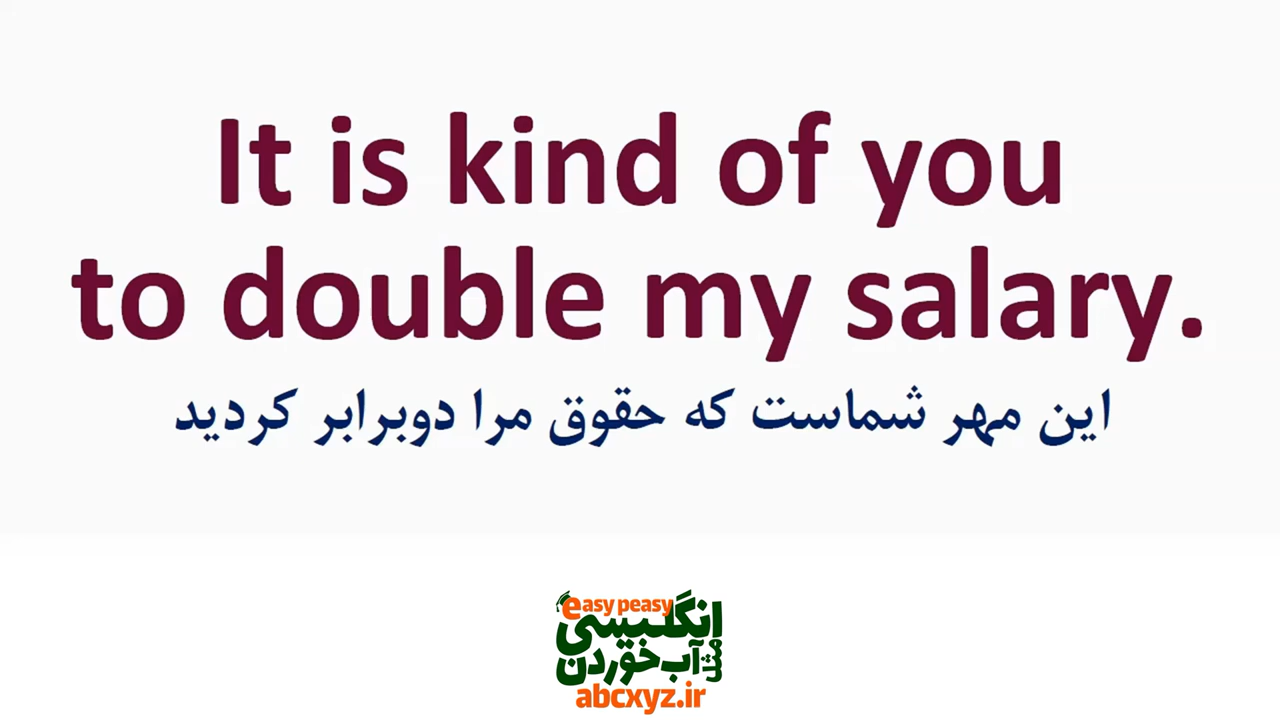 It is kind of you
to double my salary.
این مهر شماست که حقوق مرا دوبرابر کردید
easy peasy
انگلیسی
مثل آب خوردن
abcxyz.ir